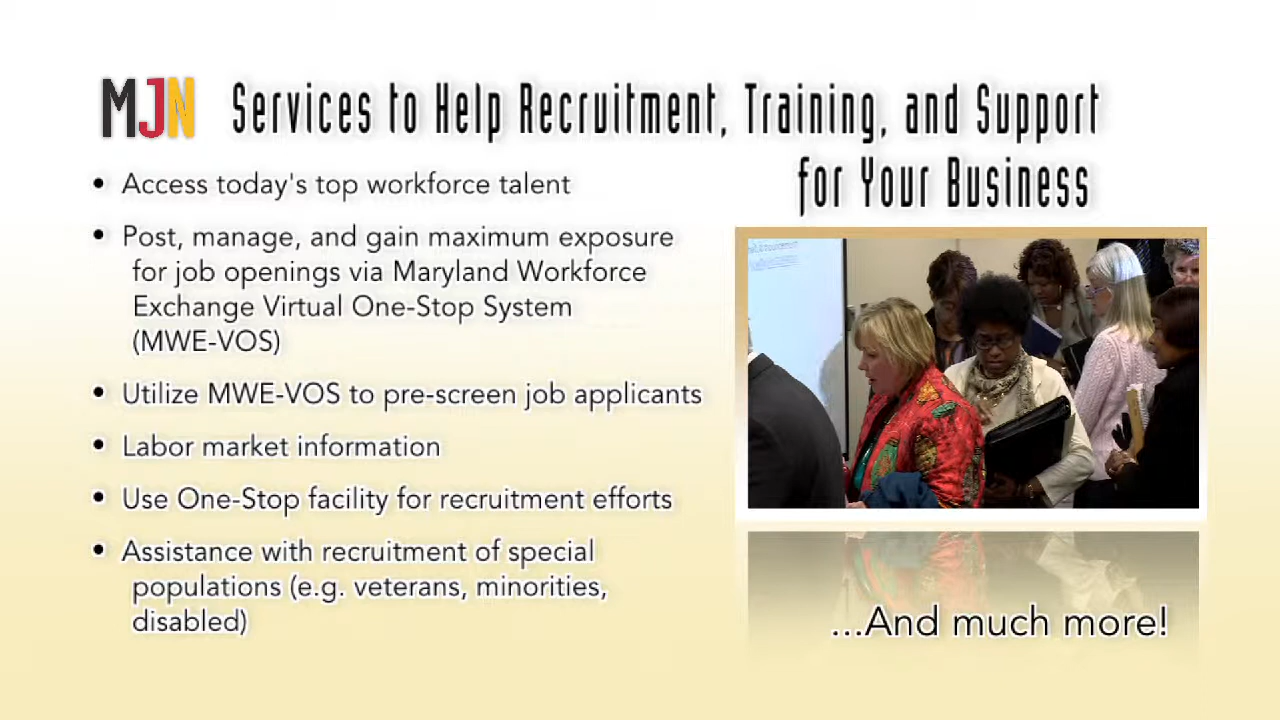 MJN Services to Help Recruitment, Training, and Support
for Your Business
• Access today's top workforce talent
• Post, manage, and gain maximum exposure
for job openings via Maryland Workforce
Exchange Virtual One-Stop System
(MWE-VOS)
• Utilize MWE-VOS to pre-screen job applicants
• Labor market information
• Use One-Stop facility for recruitment efforts
• Assistance with recruitment of special
populations (e.g. veterans, minorities,
disabled)
...And much more!